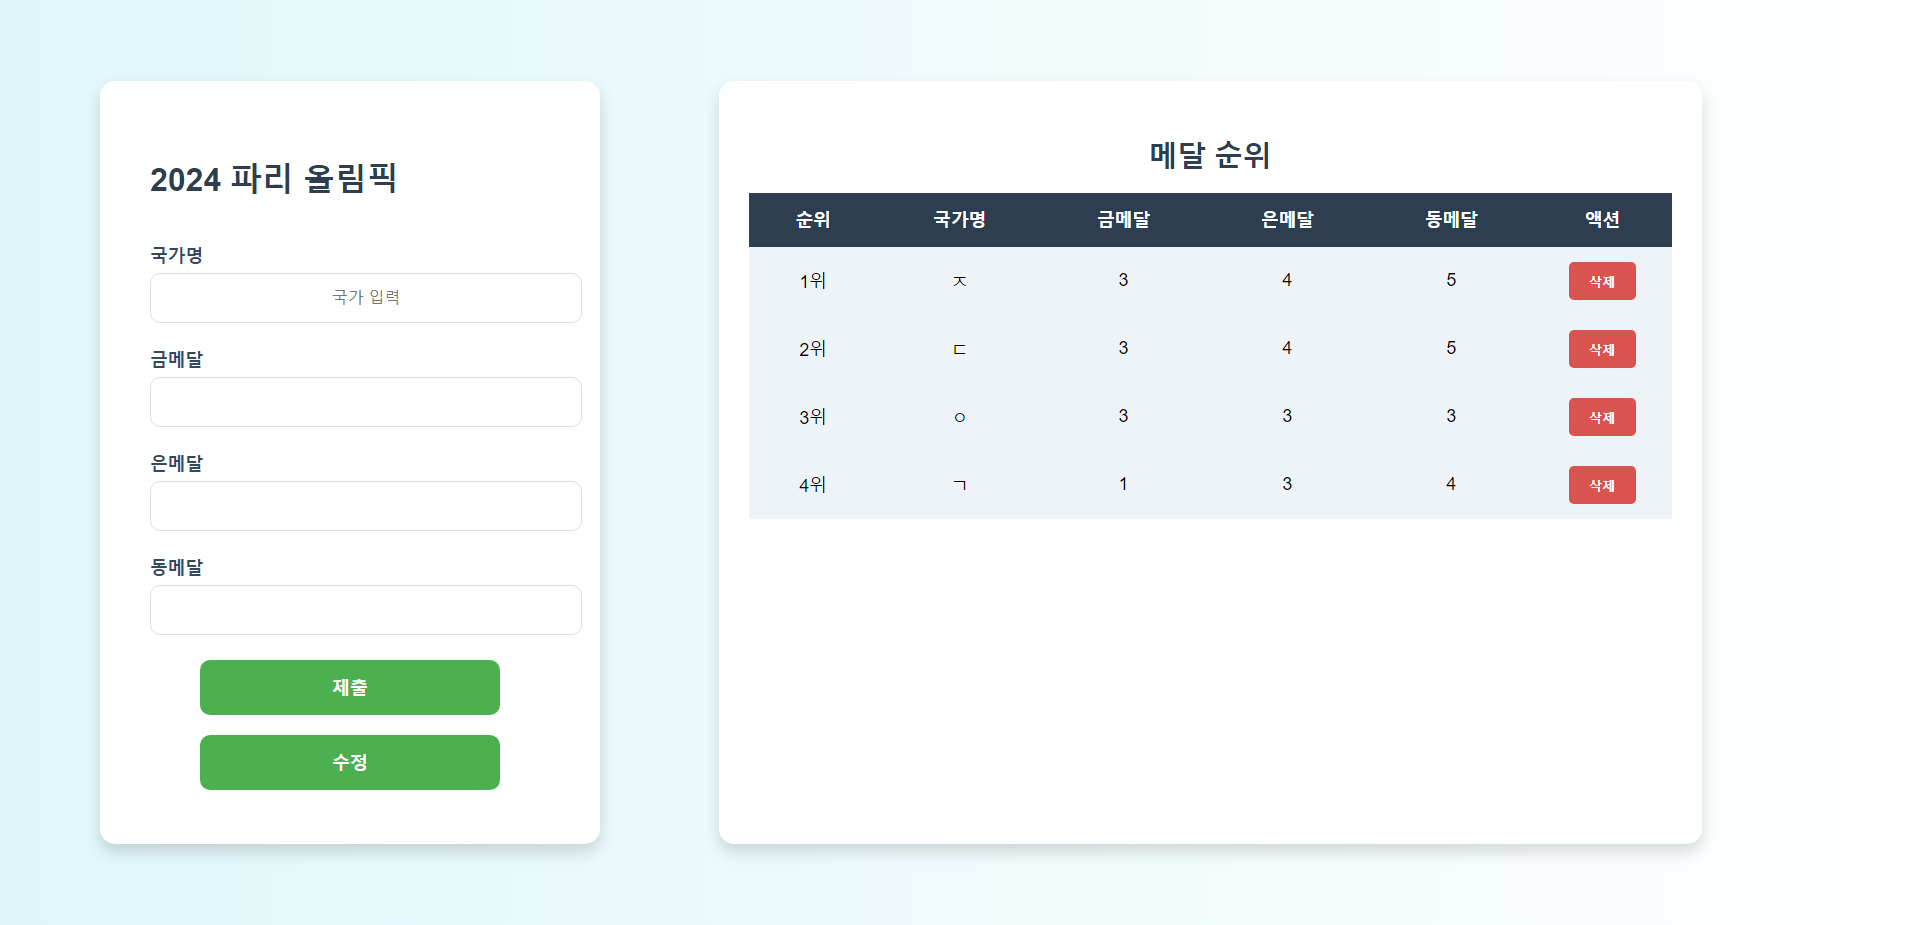 2024 파리 올림픽
국가명
국가 입력
금메달
은메달
동메달
제출
수정
메달 순위
순위 국가명 금메달 은메달 동메달 액션
1위 ㅈ 3 4 5 삭제
2위 ㄷ 3 4 5 삭제
3위 ㅇ 3 3 3 삭제
4위 ㄱ 1 3 4 삭제